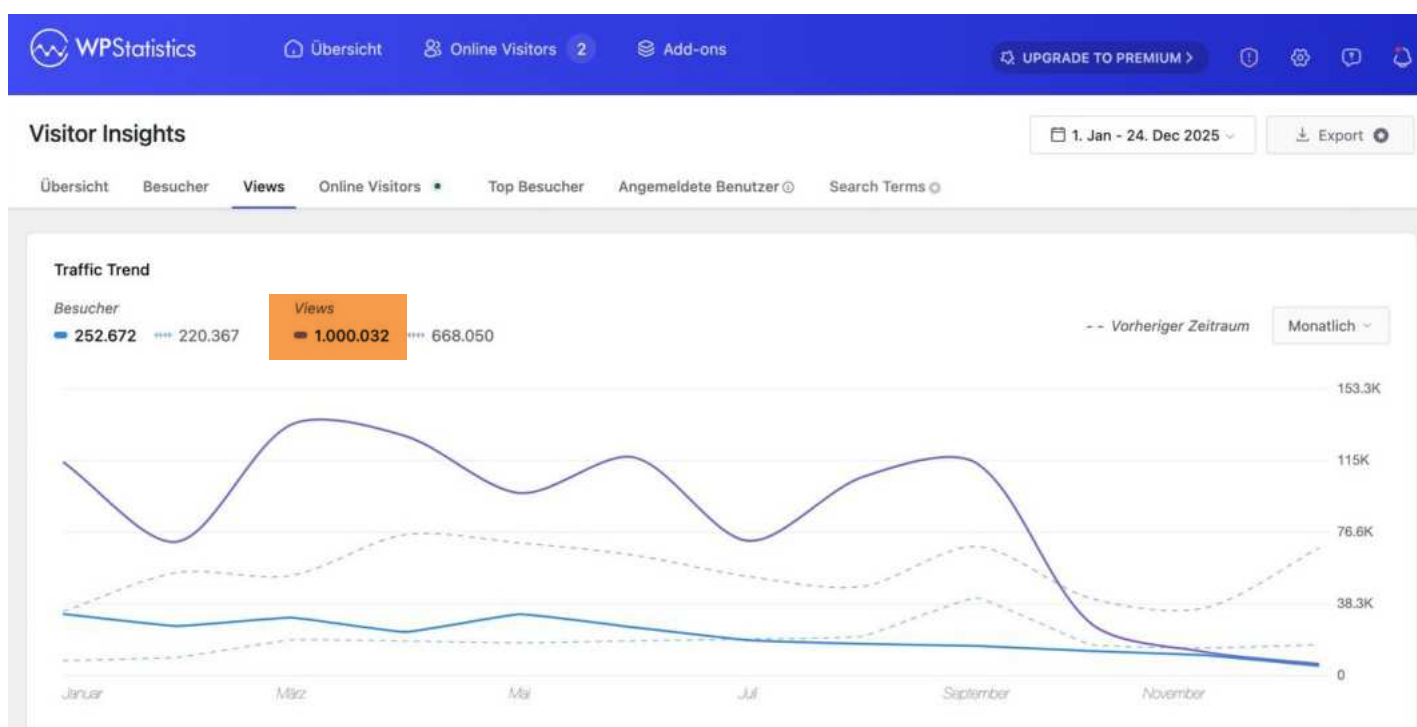 WPStatistics Übersicht Online Visitors 2 Add-ons UPGRADE TO PREMIUM >
Visitor Insights 1. Jan - 24. Dec 2025 Export
Übersicht Besucher Views Online Visitors Top Besucher Angemeldete Benutzer Search Terms
Traffic Trend
Besucher Views
252.672 220.367 1.000.032 668.050 -- Vorheriger Zeitraum Monatlich
153.3K
115K
76.6K
38.3K
0
Januar März Mai Juli September November